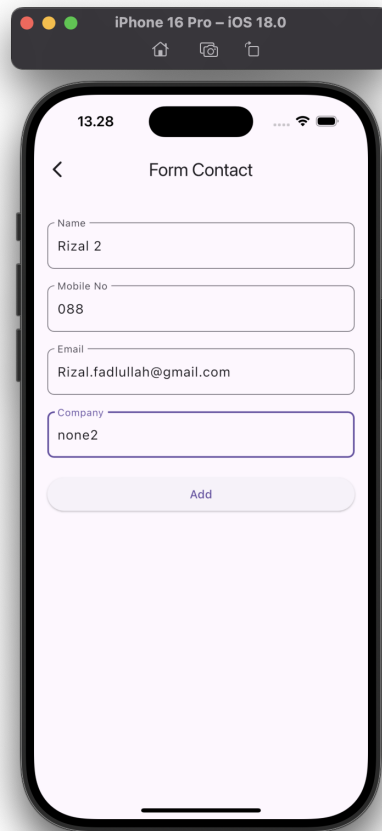 iPhone 16 Pro – iOS 18.0
13.28
Form Contact
Name
Rizal 2
Mobile No
088
Email
Rizal.fadlullah@gmail.com
Company
none2
Add